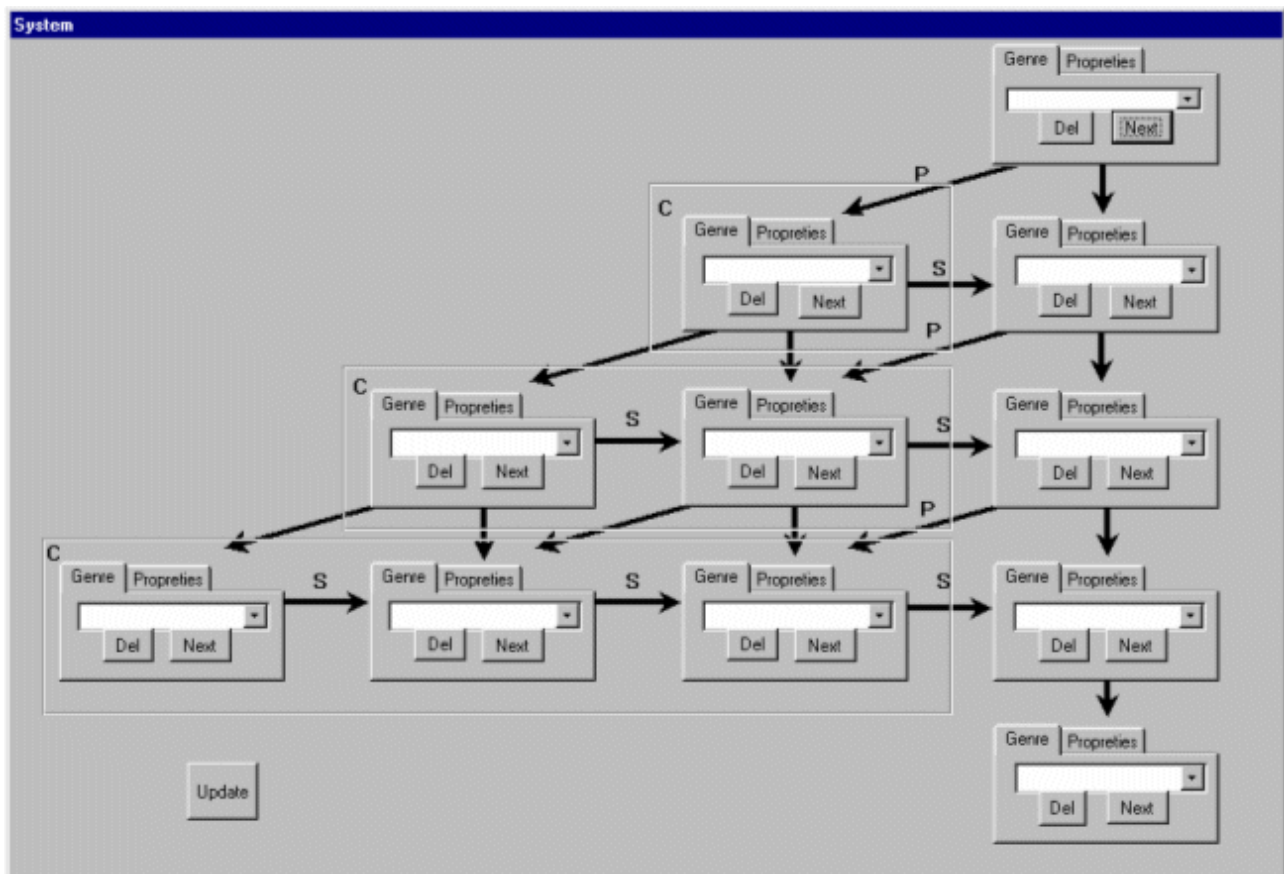 System
Genre Propreties
Del Next
P
C
Genre Propreties Genre Propreties
S
Del Next Del Next
P
C
Genre Propreties Genre Propreties Genre Propreties
S S
Del Next Del Next Del Next
P
C
Genre Propreties Genre Propreties Genre Propreties Genre Propreties
S S S
Del Next Del Next Del Next Del Next
Genre Propreties
Update
Del Next